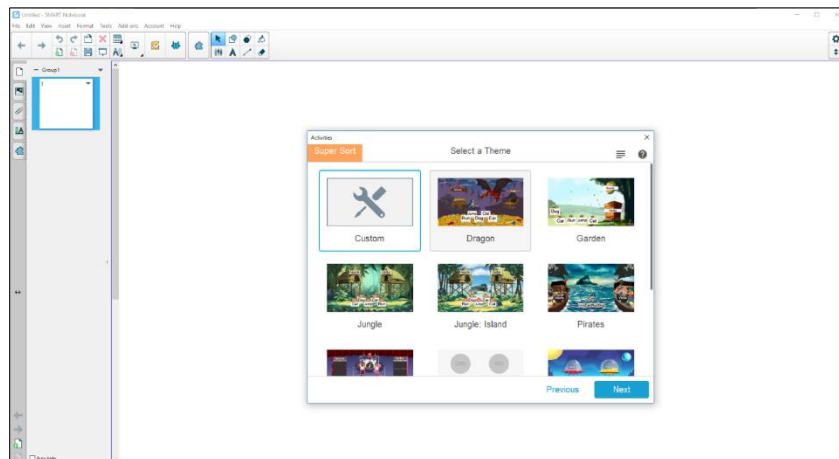 Untitled - SMART Notebook
File Edit View Insert Format Tools Add-ons Account Help
Group1
1
Activities
Super Sort
Select a Theme
Custom
Dragon
Garden
Jungle
Jungle: Island
Pirates
Previous
Next